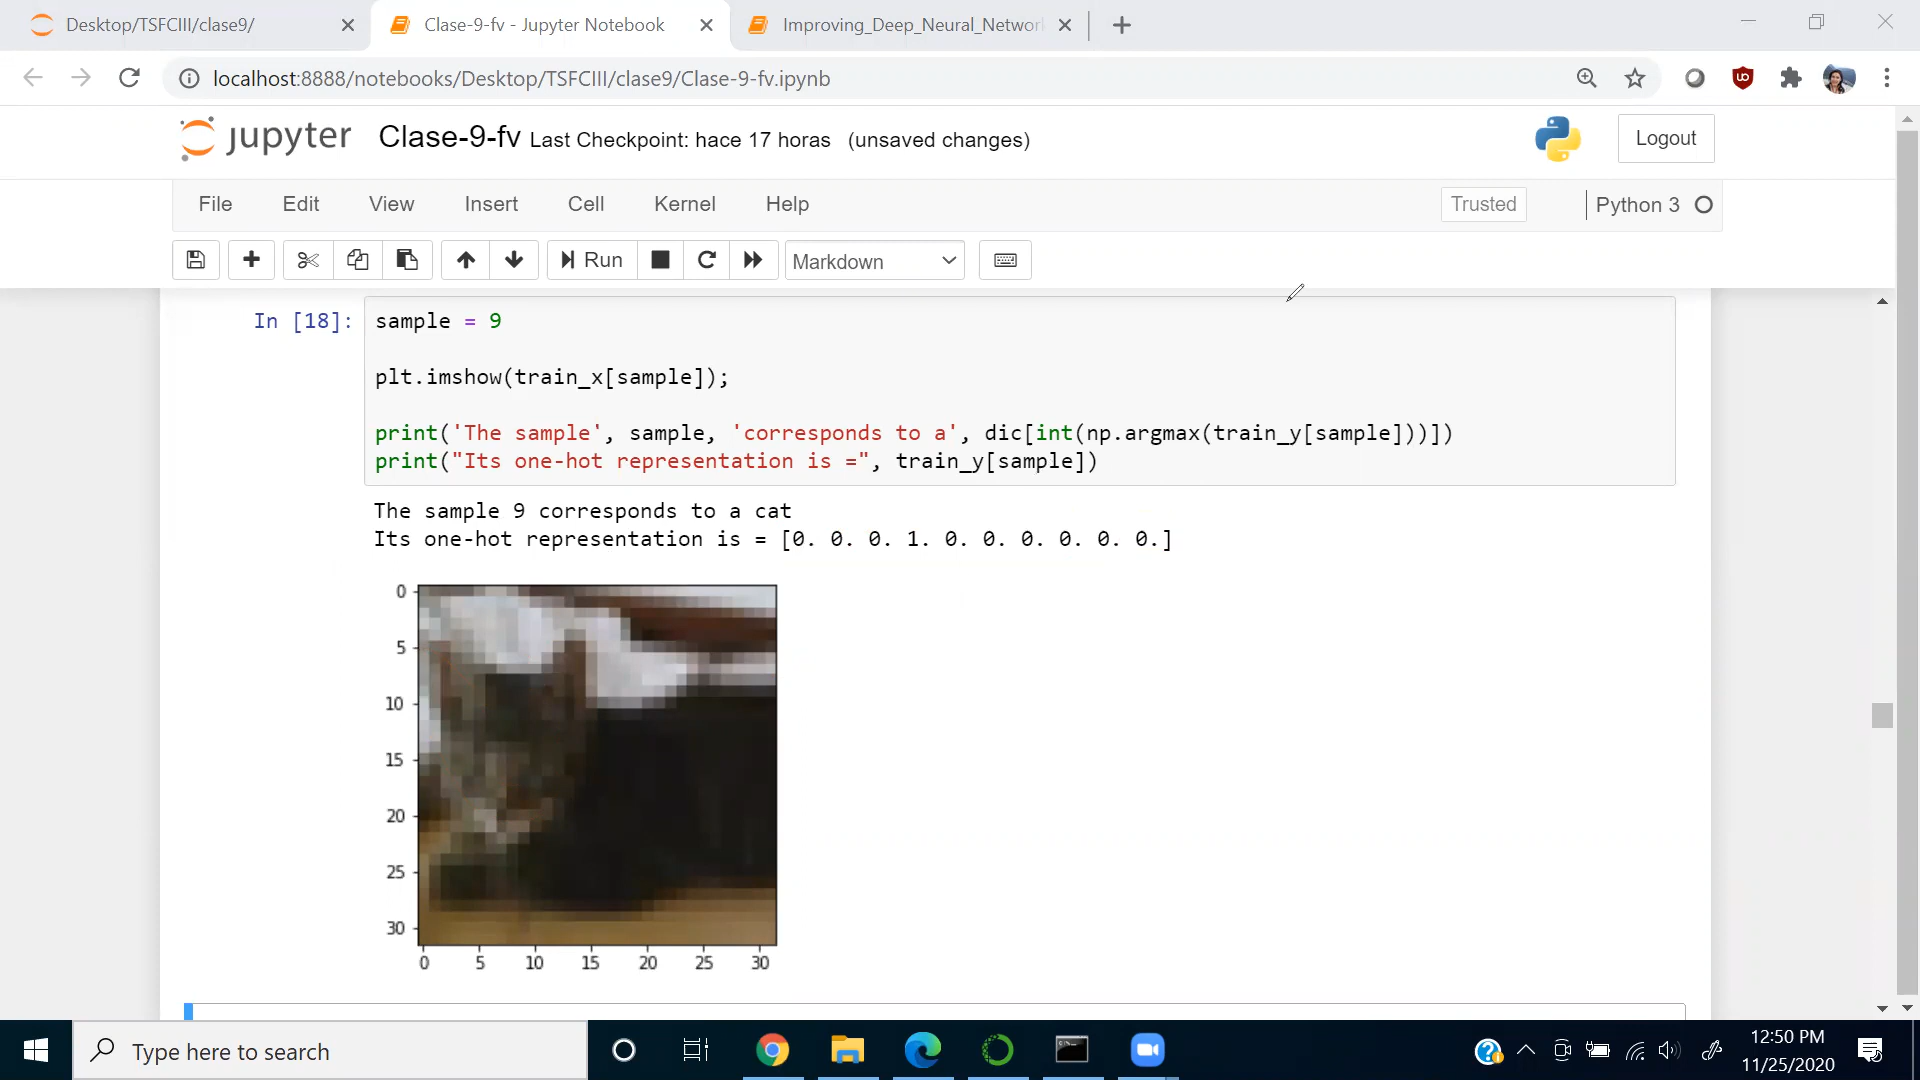 Desktop/TSFCIII/clase9/
Clase-9-fv - Jupyter Notebook
Improving_Deep_Neural_Network
localhost:8888/notebooks/Desktop/TSFCIII/clase9/Clase-9-fv.ipynb
jupyter Clase-9-fv Last Checkpoint: hace 17 horas (unsaved changes)
Logout
File Edit View Insert Cell Kernel Help
Trusted
Python 3
Run
Markdown
In [18]: sample = 9
plt.imshow(train_x[sample]);
print('The sample', sample, 'corresponds to a', dic[int(np.argmax(train_y[sample]))])
print("Its one-hot representation is =", train_y[sample])
The sample 9 corresponds to a cat
Its one-hot representation is = [0. 0. 0. 1. 0. 0. 0. 0. 0. 0.]
0
5
10
15
20
25
30
0 5 10 15 20 25 30
Type here to search
12:50 PM
11/25/2020